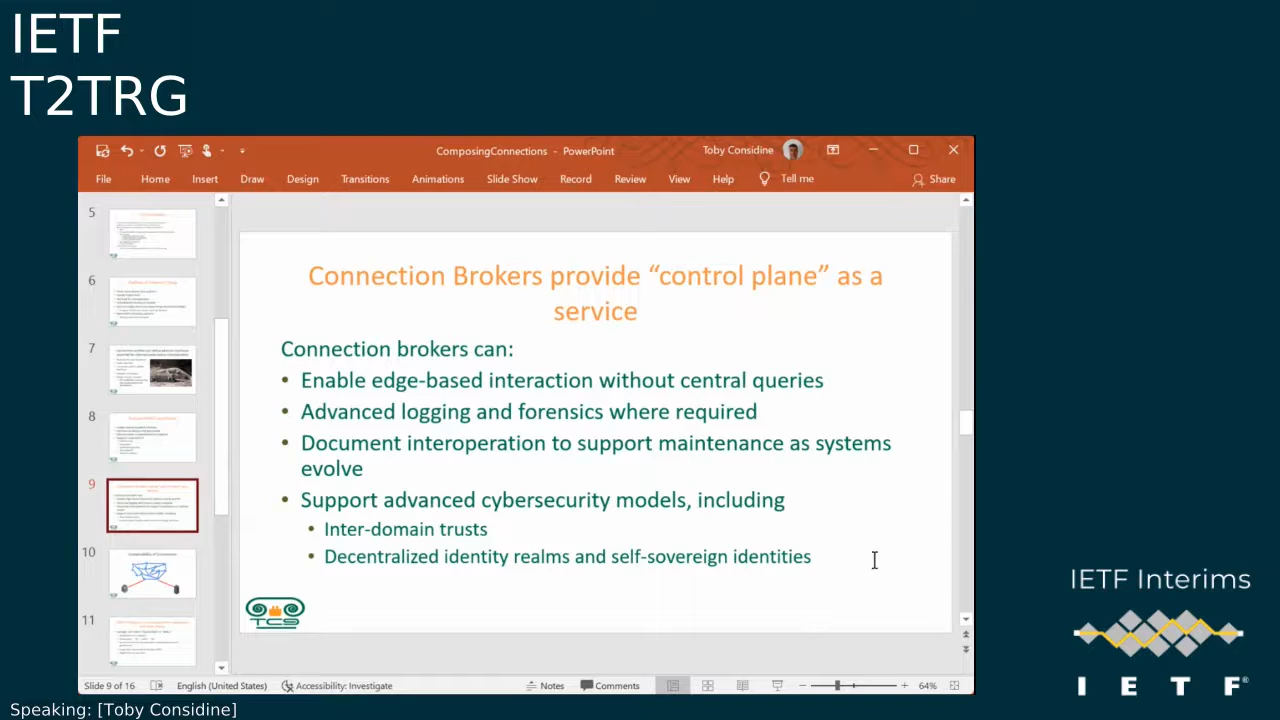 IETF
T2TRG
ComposingConnections - PowerPoint
Toby Considine
File Home Insert Draw Design Transitions Animations Slide Show Record Review View Help Tell me Share
5
6
7
8
9
10
11
Connection Brokers provide “control plane” as a
service
Connection brokers can:
• Enable edge-based interaction without central queries
• Advanced logging and forensics where required
• Document interoperation to support maintenance as systems
evolve
• Support advanced cybersecurity models, including
• Inter-domain trusts
• Decentralized identity realms and self-sovereign identities
TCS
Slide 9 of 16 English (United States) Accessibility: Investigate Notes Comments 64%
IETF Interims
I E T F®
Speaking: [Toby Considine]